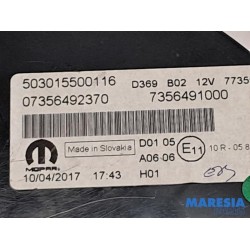 503015500116 D369 B02 12V 7735
07356492370 7356491000
MOPAR Made in Slovakia D01 05 E11 10 R - 05 8
A06 06
10/04/2017 17:43 H01
MARESIA